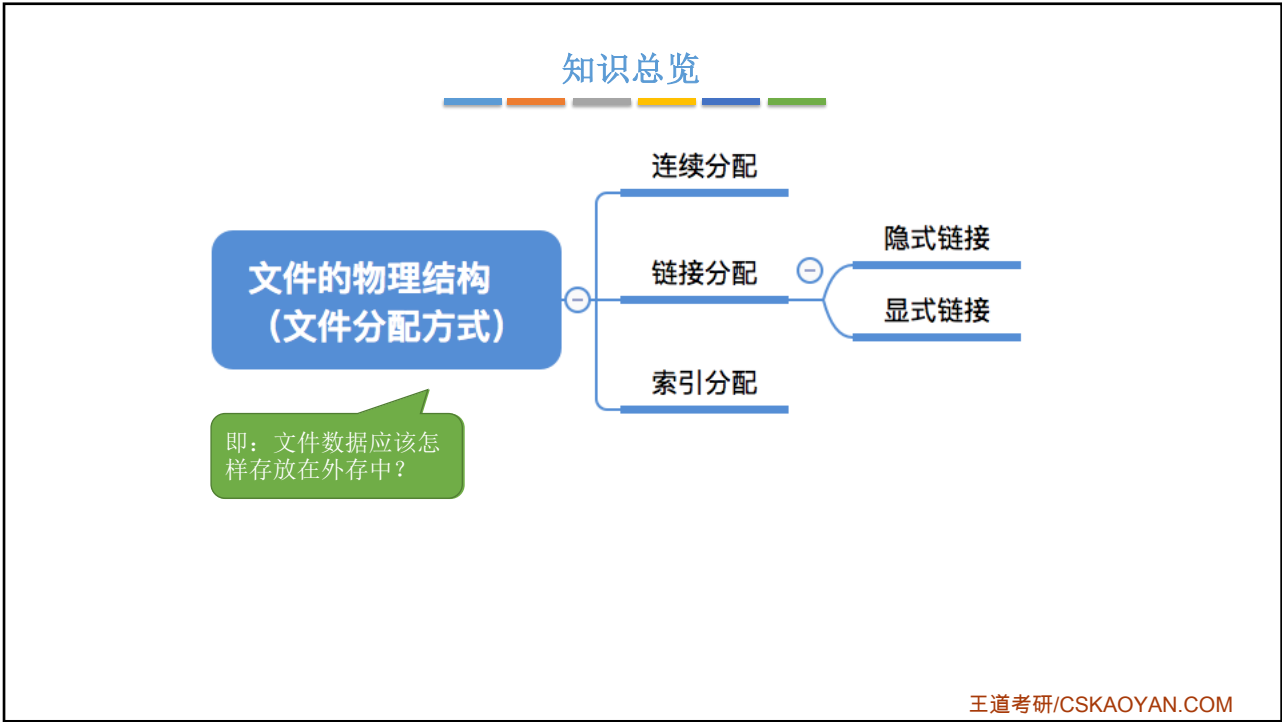 知识总览
连续分配
隐式链接
文件的物理结构
（文件分配方式）
链接分配
显式链接
索引分配
即：文件数据应该怎
样存放在外存中？
王道考研/CSKAOYAN.COM